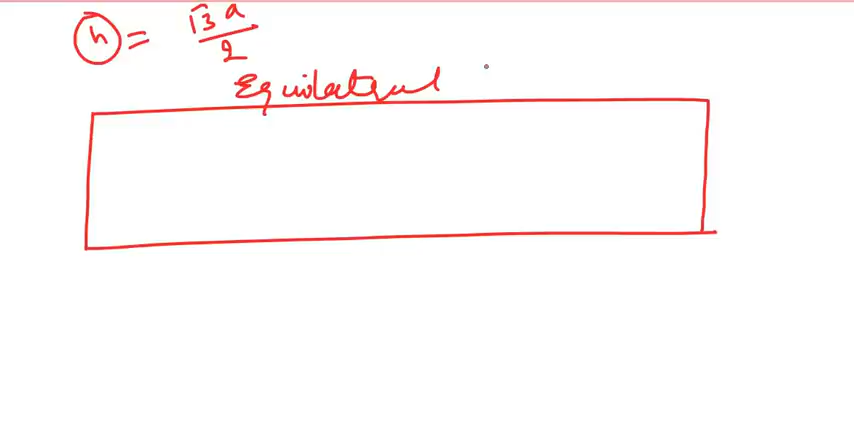 h = √3 a / 2
Equilateral